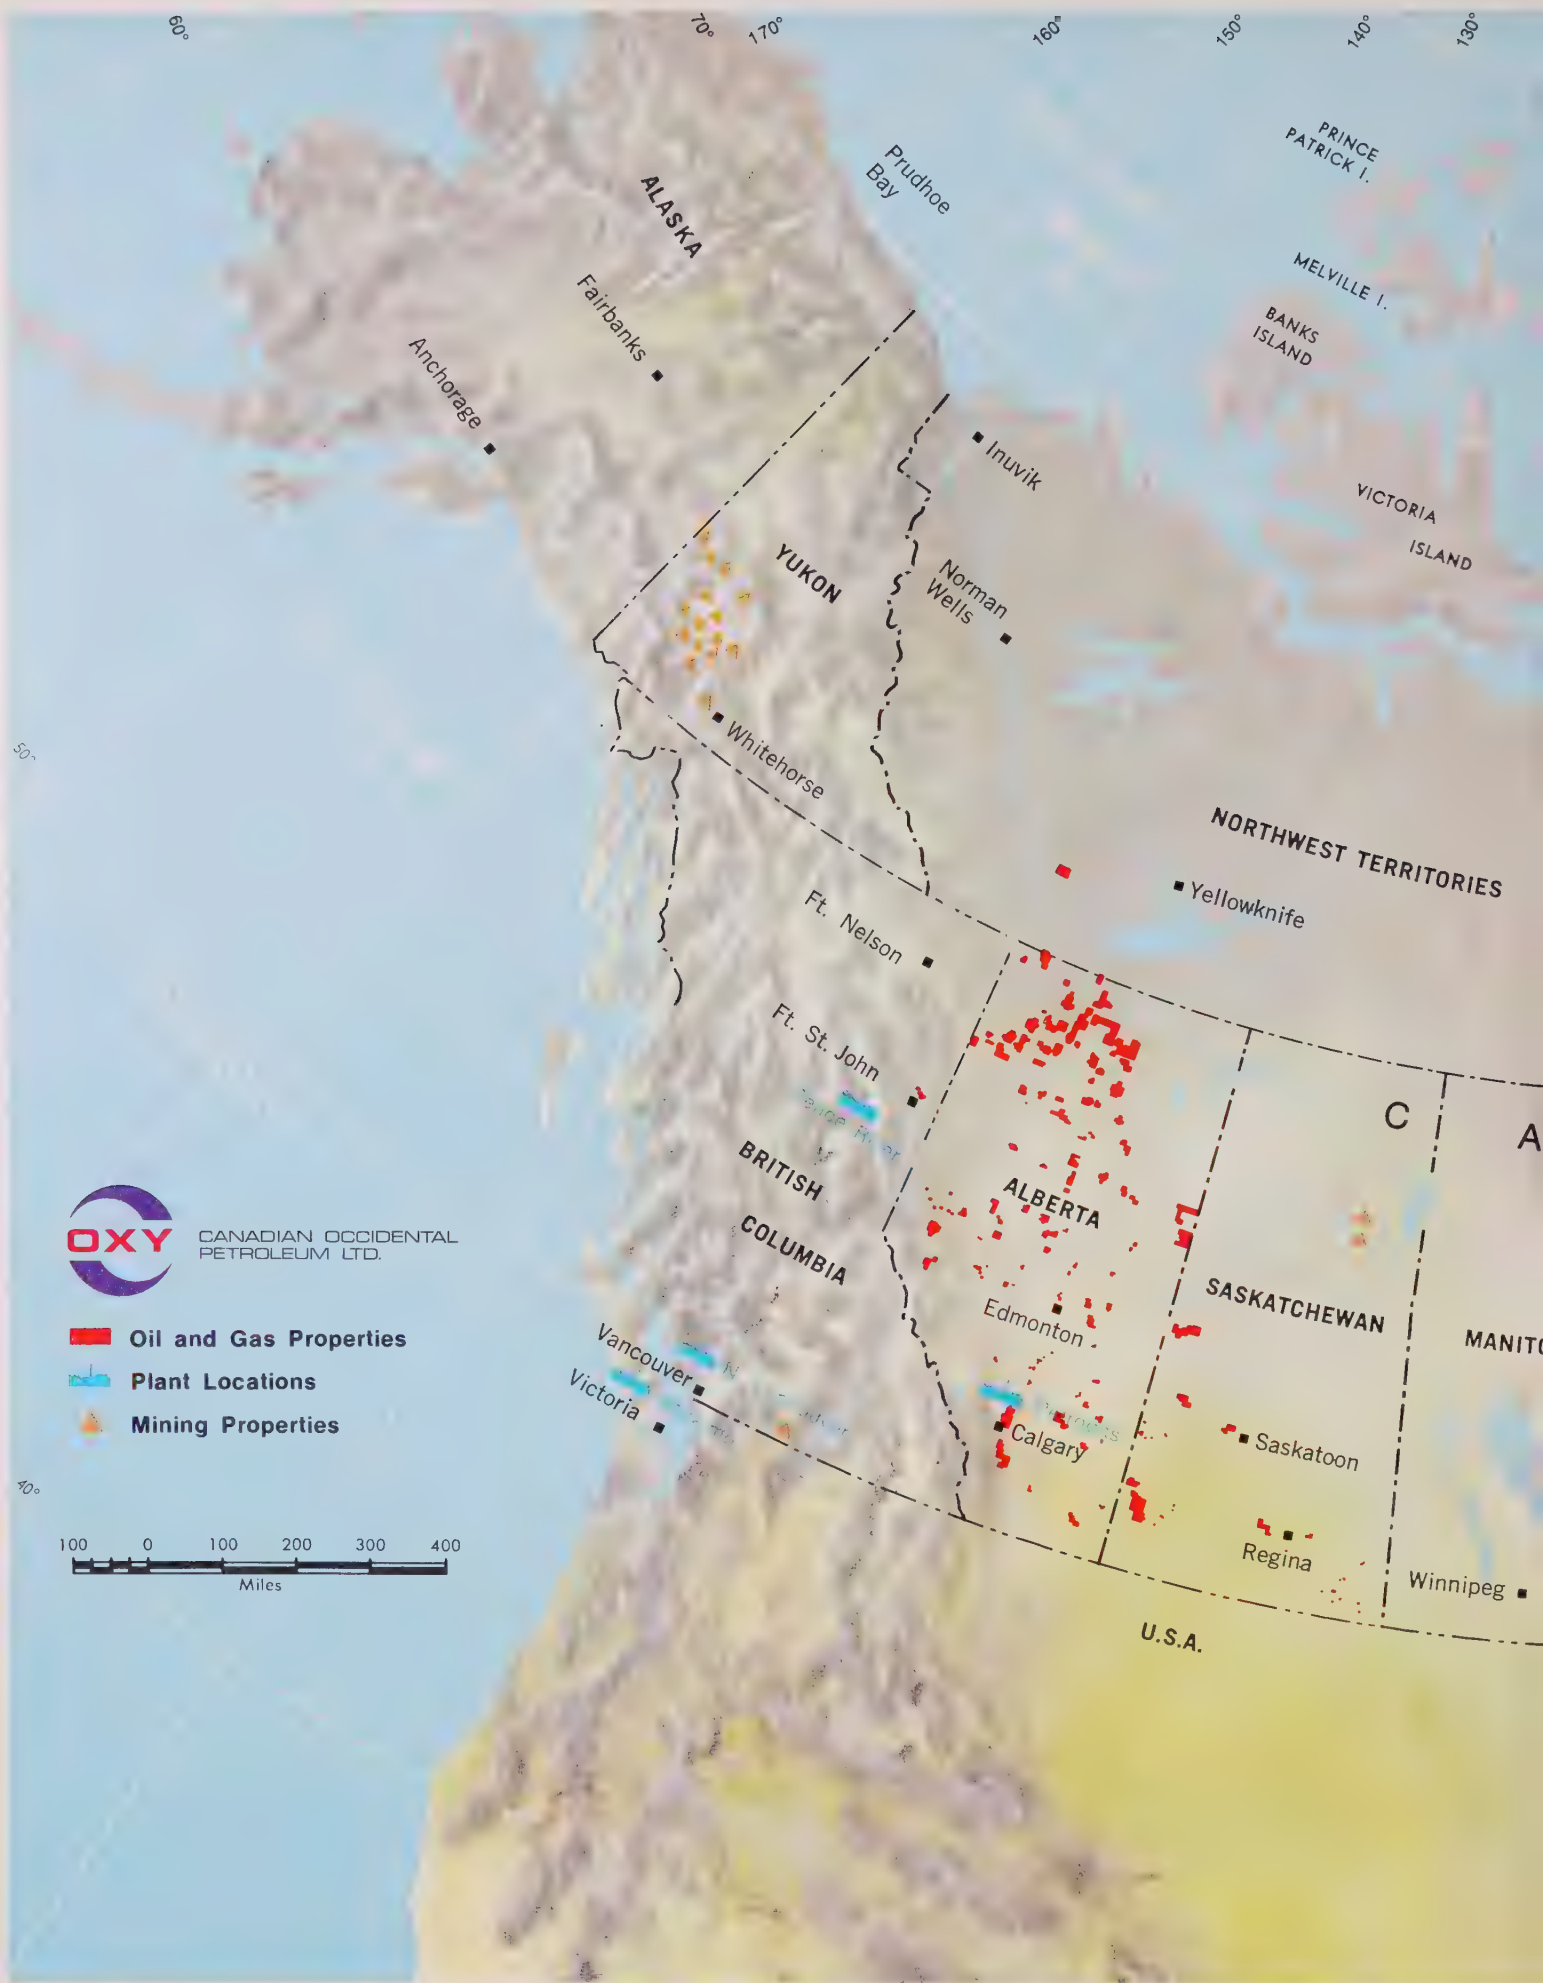 60°
70°
170°
160°
150°
140°
130°
PRINCE
PATRICK I.
Prudhoe
Bay
ALASKA
MELVILLE I.
BANKS
ISLAND
Fairbanks
Anchorage
Inuvik
VICTORIA
ISLAND
YUKON
Norman
Wells
50°
Whitehorse
NORTHWEST TERRITORIES
Yellowknife
Ft. Nelson
Ft. St. John
C
A
BRITISH
COLUMBIA
ALBERTA
OXY
CANADIAN OCCIDENTAL
PETROLEUM LTD.
SASKATCHEWAN
Edmonton
MANITO
Oil and Gas Properties
Plant Locations
Mining Properties
Vancouver
Victoria
Calgary
Saskatoon
40°
100 0 100 200 300 400
Miles
Regina
Winnipeg
U.S.A.